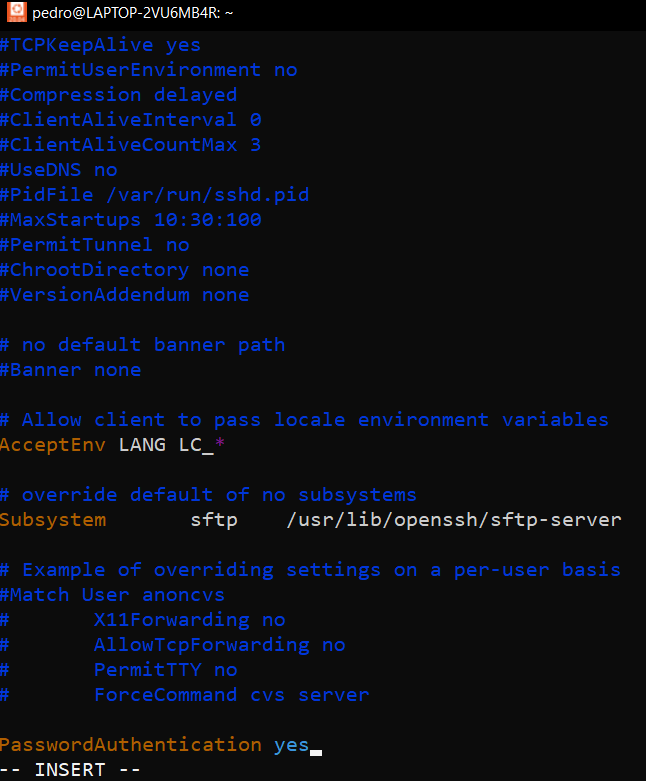 pedro@LAPTOP-2VU6MB4R: ~
#TCPKeepAlive yes
#PermitUserEnvironment no
#Compression delayed
#ClientAliveInterval 0
#ClientAliveCountMax 3
#UseDNS no
#PidFile /var/run/sshd.pid
#MaxStartups 10:30:100
#PermitTunnel no
#ChrootDirectory none
#VersionAddendum none

# no default banner path
#Banner none

# Allow client to pass locale environment variables
AcceptEnv LANG LC_*

# override default of no subsystems
Subsystem       sftp    /usr/lib/openssh/sftp-server

# Example of overriding settings on a per-user basis
#Match User anoncvs
#       X11Forwarding no
#       AllowTcpForwarding no
#       PermitTTY no
#       ForceCommand cvs server

PasswordAuthentication yes
-- INSERT --